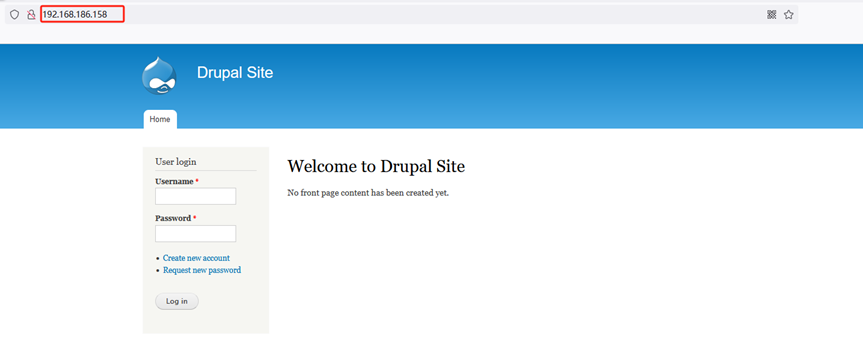 192.168.186.158
Drupal Site
Home
User login
Username *
Password *
Create new account
Request new password
Log in
Welcome to Drupal Site
No front page content has been created yet.